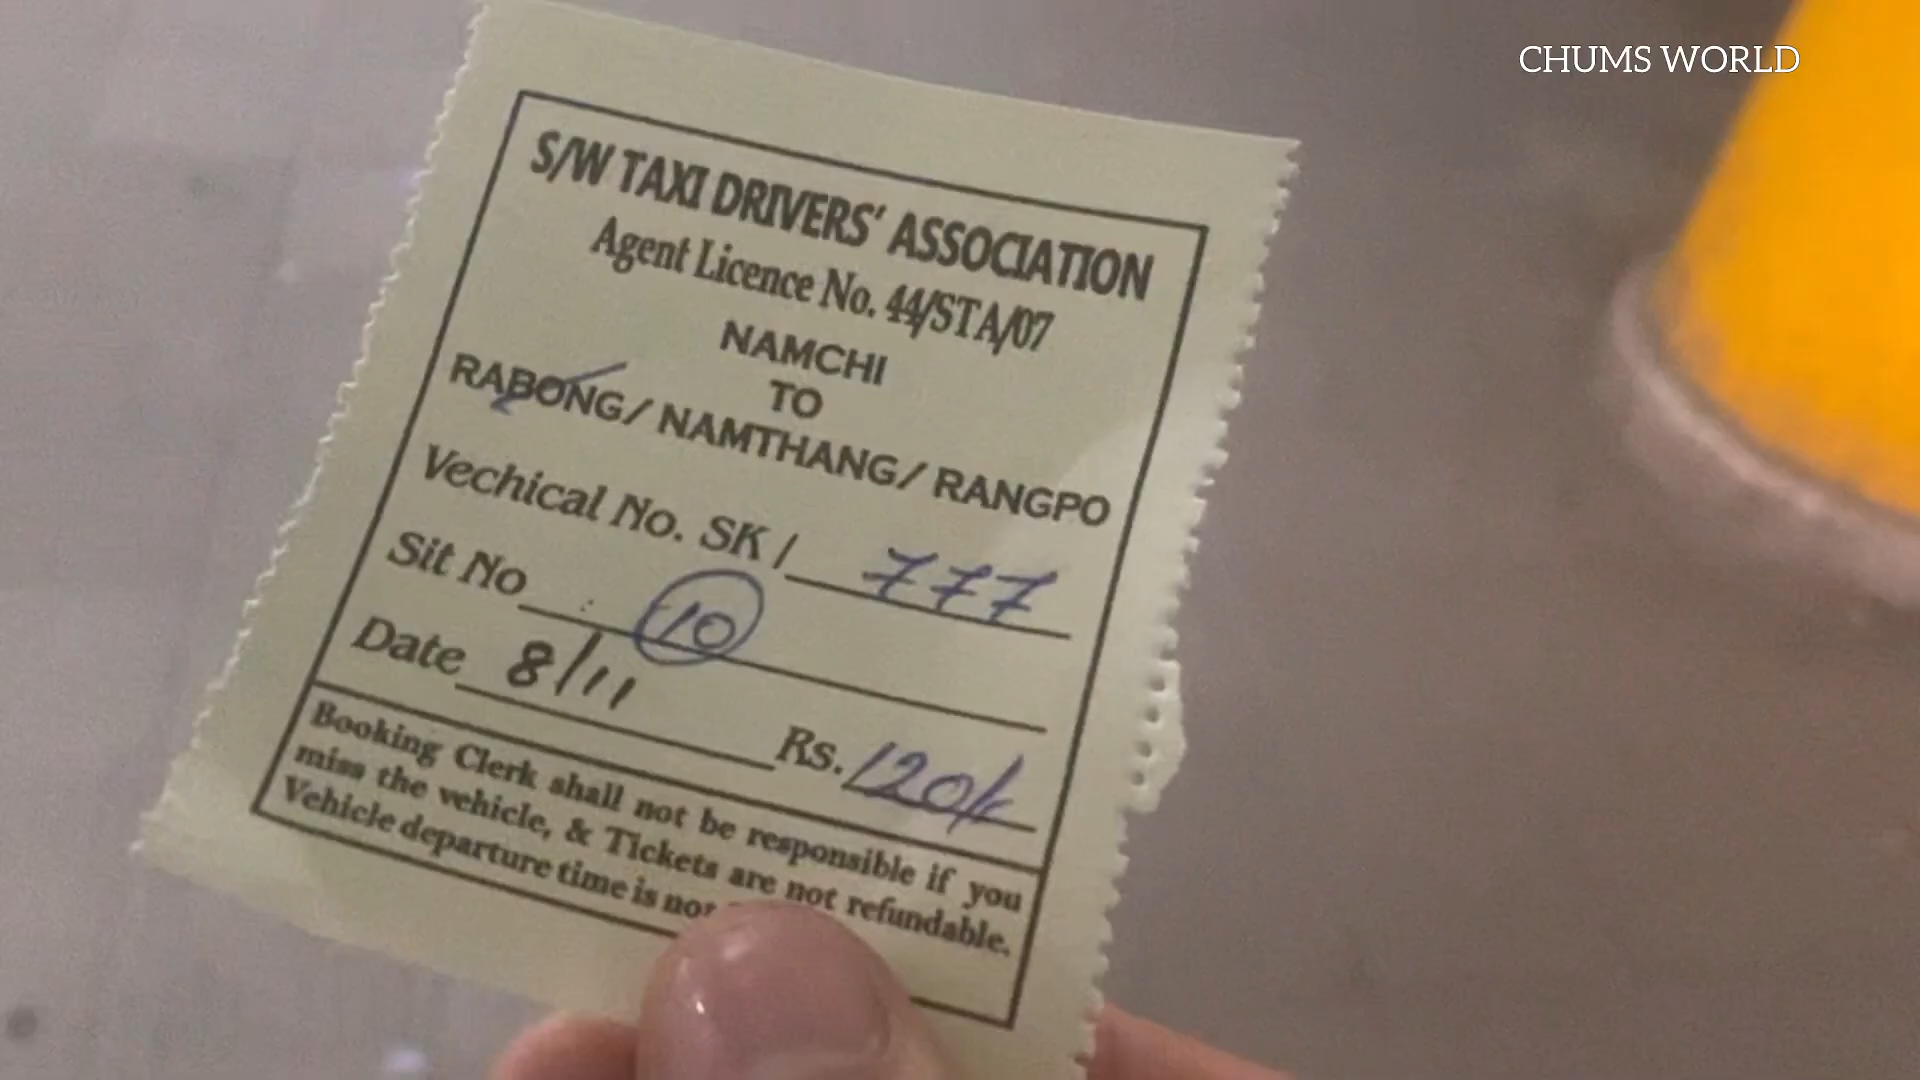 CHUMS WORLD
S/W TAXI DRIVERS' ASSOCIATION
Agent Licence No. 44/STA/07
NAMCHI
TO
RABONG/ NAMTHANG/ RANGPO
Vechical No. SK / 777
Sit No 10
Date 8/11 Rs. 120/-
Booking Clerk shall not be responsible if you
miss the vehicle, & Tickets are not refundable.
Vehicle departure time is